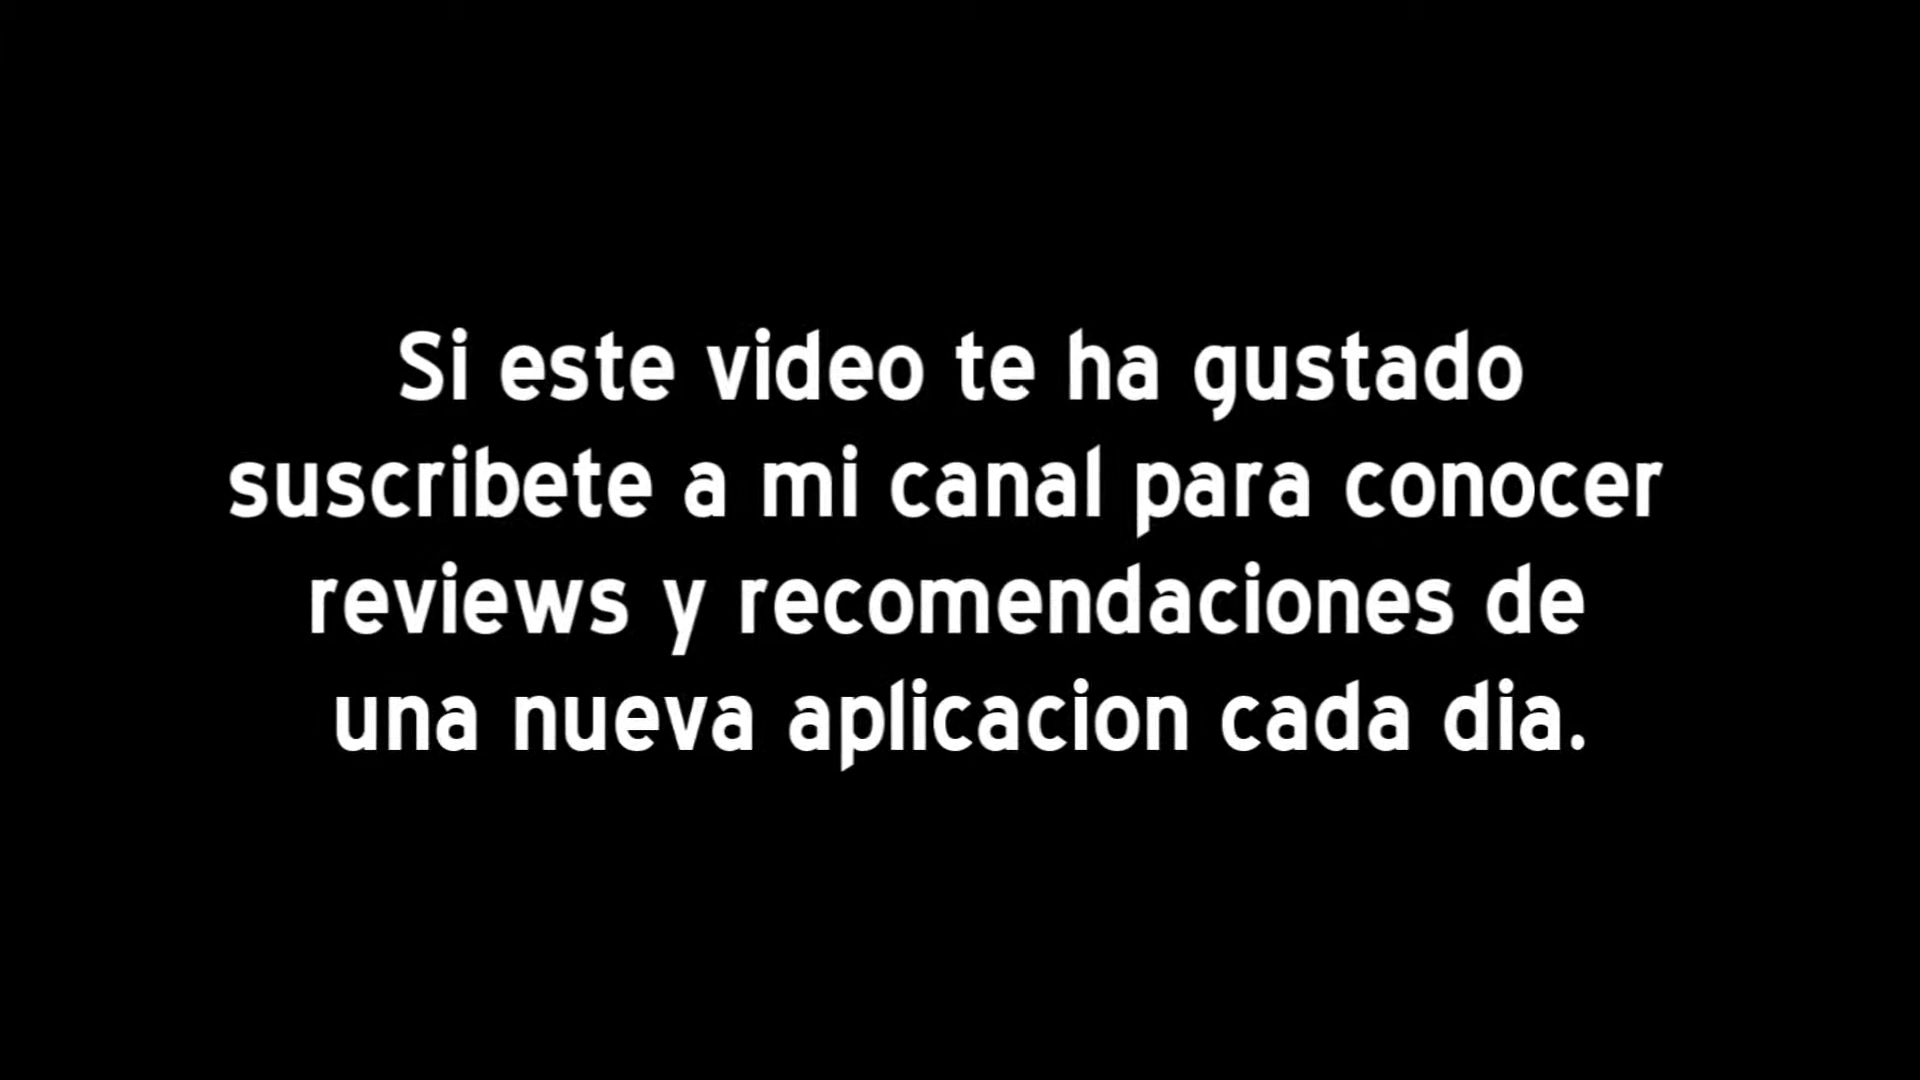 Si este video te ha gustado
suscribete a mi canal para conocer
reviews y recomendaciones de
una nueva aplicacion cada dia.